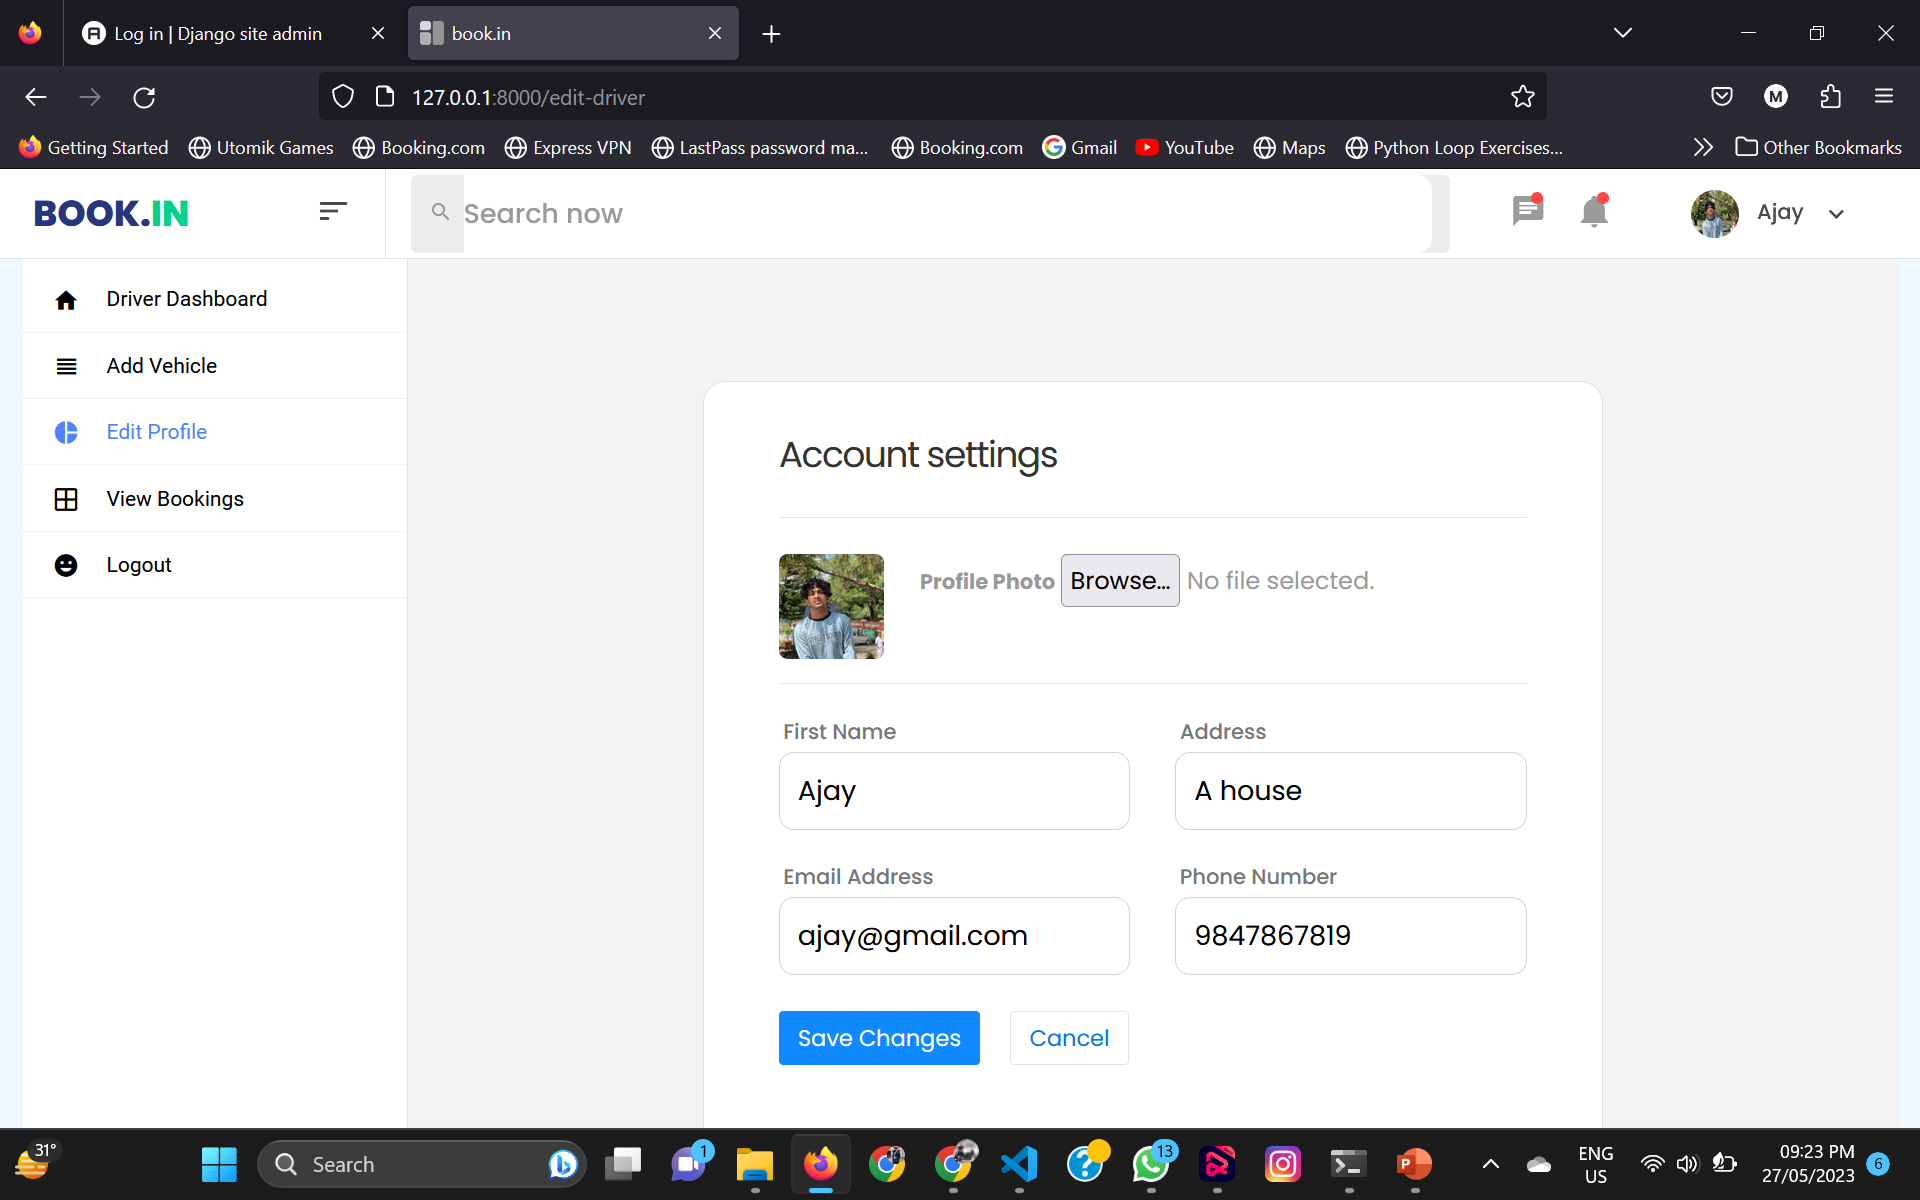 Log in | Django site admin
book.in
127.0.0.1:8000/edit-driver
M
Getting Started
Utomik Games
Booking.com
Express VPN
LastPass password ma...
Booking.com
Gmail
YouTube
Maps
Python Loop Exercises...
Other Bookmarks
BOOK.IN
Search now
Ajay
Driver Dashboard
Add Vehicle
Edit Profile
View Bookings
Logout
Account settings
Profile Photo
Browse...
No file selected.
First Name
Address
Ajay
A house
Email Address
Phone Number
ajay@gmail.com
9847867819
Save Changes
Cancel
31°
Search
1
13
ENG
US
09:23 PM
27/05/2023
6